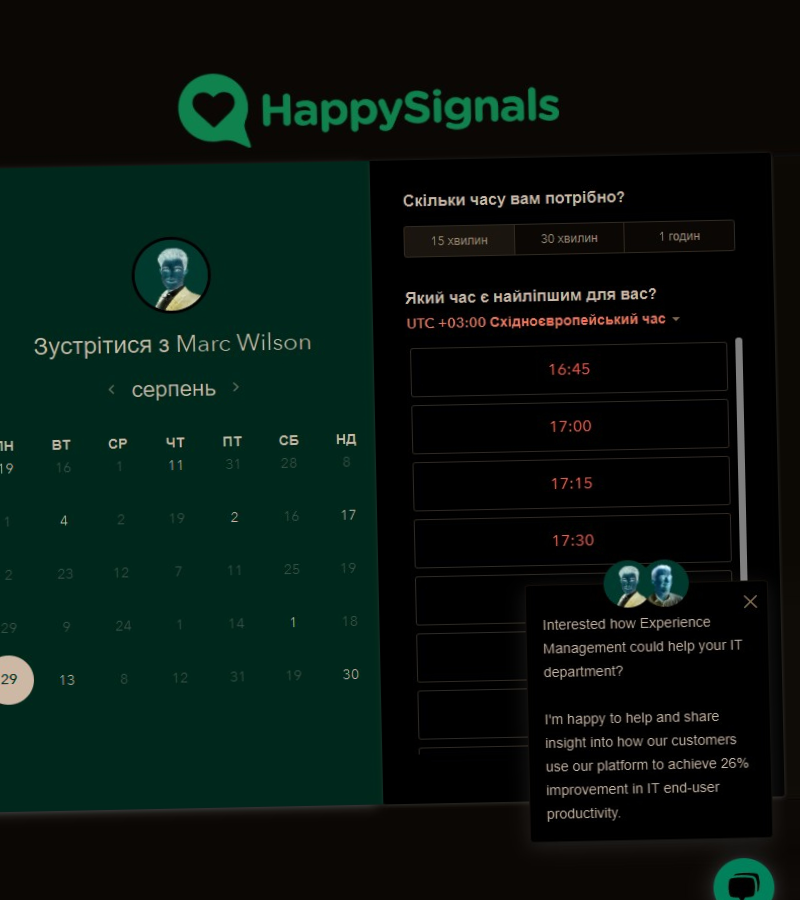 HappySignals
Зустрітися з Marc Wilson
серпень
ВТ СР ЧТ ПТ СБ НД
19 16 1 11 31 28 8
1 4 2 19 2 16 17
2 23 12 7 11 25 19
29 9 24 1 14 1 18
29 13 8 12 31 19 30
Скільки часу вам потрібно?
15 хвилин 30 хвилин 1 годин
Який час є найліпшим для вас?
UTC +03:00 Східноєвропейський час
16:45
17:00
17:15
17:30
Interested how Experience
Management could help your IT
department?
I'm happy to help and share
insight into how our customers
use our platform to achieve 26%
improvement in IT end-user
productivity.